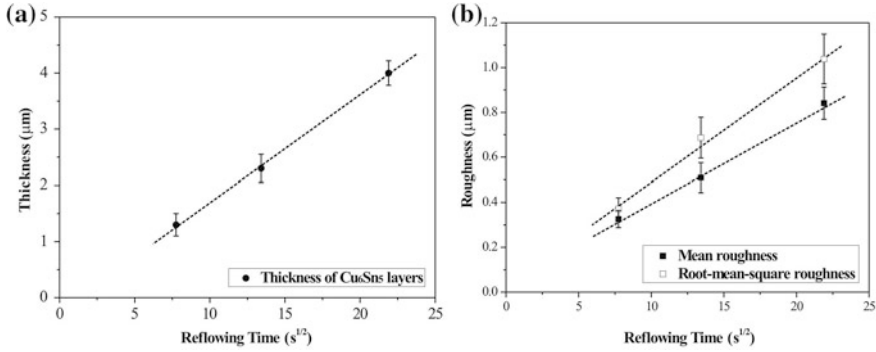 (a)
5
4
3
2
1
0
Thickness (μm)
Thickness of Cu6Sn5 layers
0 5 10 15 20 25
Reflowing Time (s1/2)
(b)
1.2
1.0
0.8
0.6
0.4
0.2
0.0
Roughness (μm)
Mean roughness
Root-mean-square roughness
0 5 10 15 20 25
Reflowing Time (s1/2)